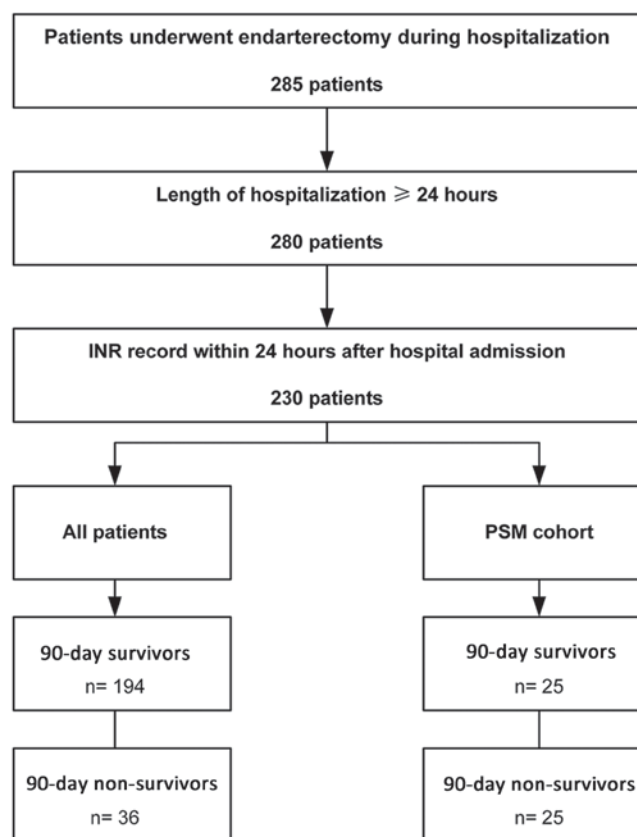 Patients underwent endarterectomy during hospitalization
285 patients
Length of hospitalization ⩾ 24 hours
280 patients
INR record within 24 hours after hospital admission
230 patients
All patients
PSM cohort
90-day survivors
n= 194
90-day survivors
n= 25
90-day non-survivors
n= 36
90-day non-survivors
n= 25